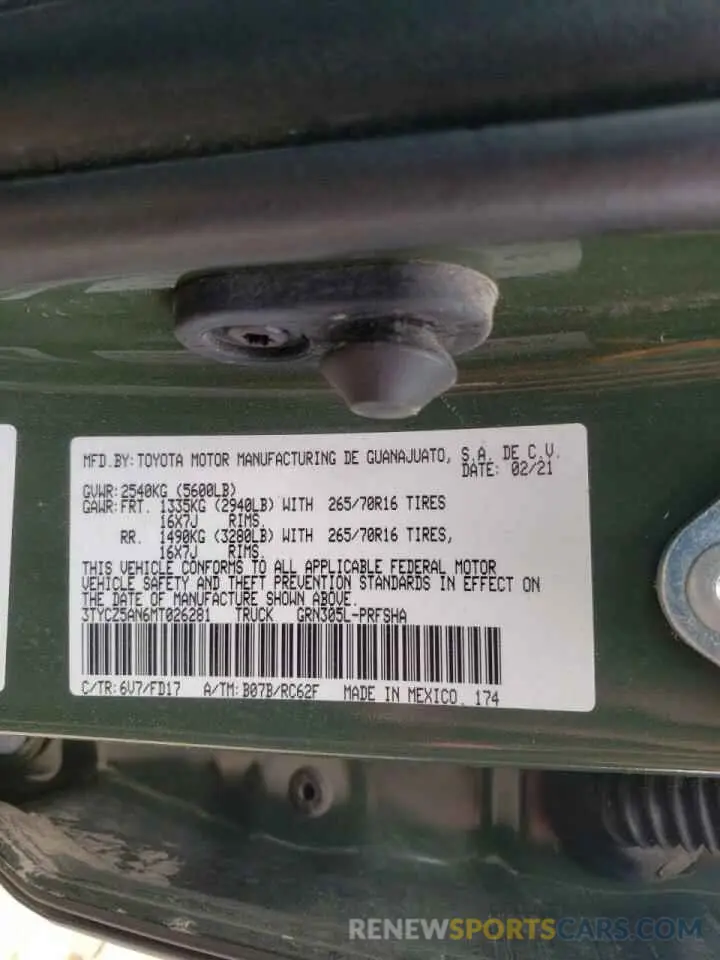 MFD.BY: TOYOTA MOTOR MANUFACTURING DE GUANAJUATO, S.A. DE C.V.
DATE: 02/21
GVWR: 2540KG (5600LB)
GAWR: FRT. 1335KG (2940LB) WITH 265/70R16 TIRES
16X7J RIMS,
RR. 1490KG (3280LB) WITH 265/70R16 TIRES,
16X7J RIMS,
THIS VEHICLE CONFORMS TO ALL APPLICABLE FEDERAL MOTOR
VEHICLE SAFETY AND THEFT PREVENTION STANDARDS IN EFFECT ON
THE DATE OF MANUFACTURE SHOWN ABOVE.
3TYCZ5AN6MT026281 TRUCK GRN305L-PRFSHA
C/TR: 6V7/FD17 A/TM: B07B/RC62F MADE IN MEXICO 174
RENEWSPORTSCARS.COM